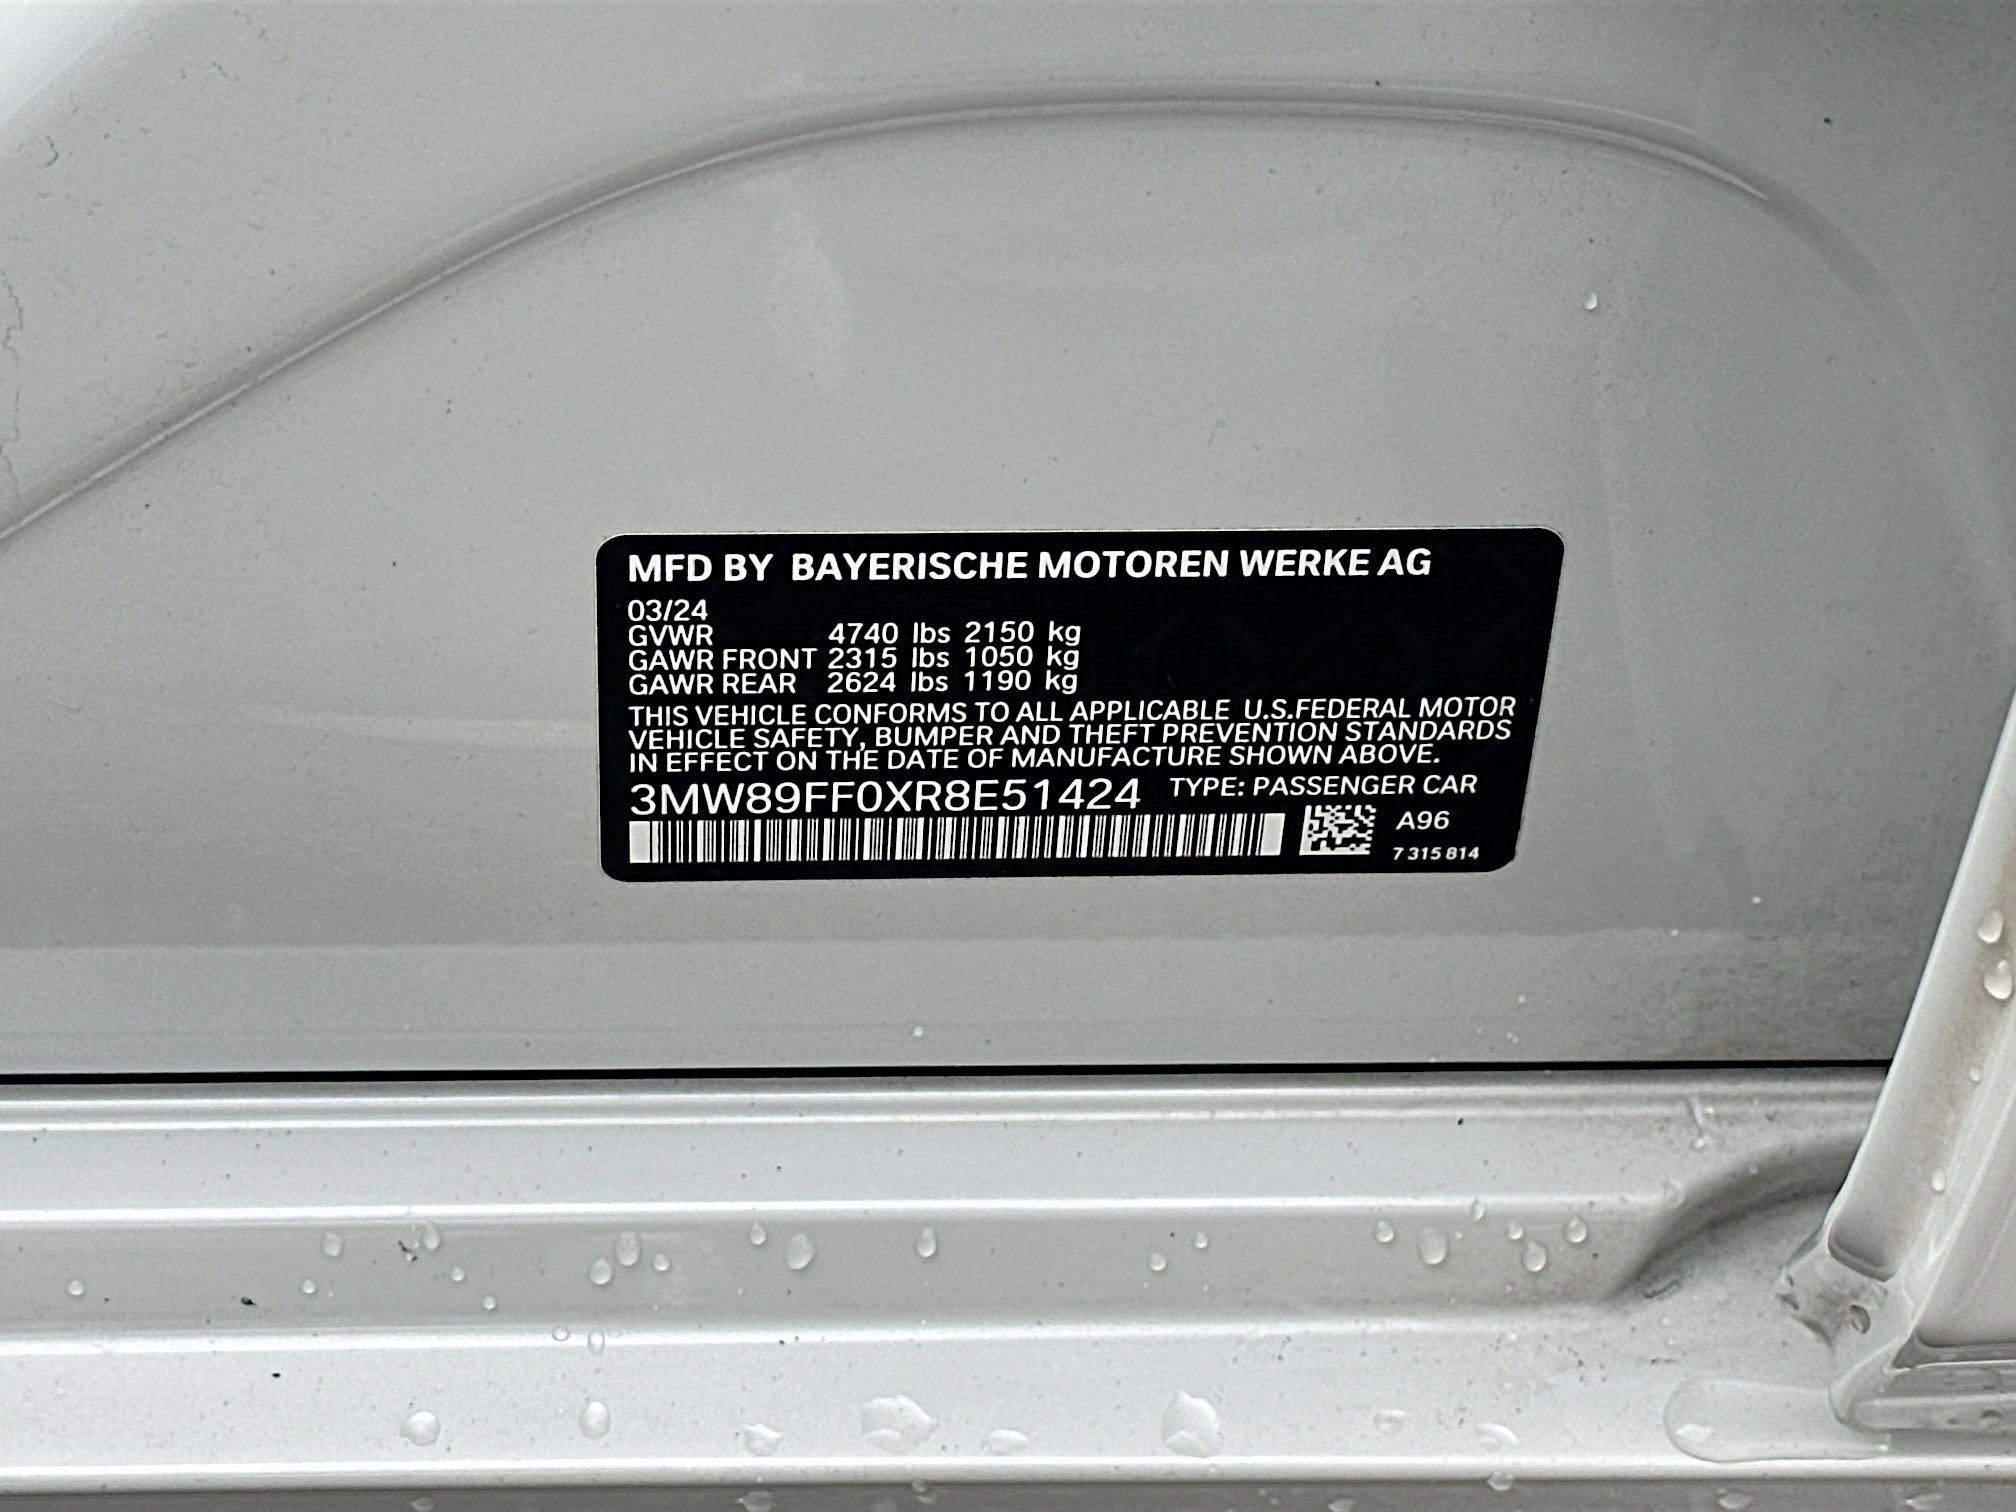 MFD BY BAYERISCHE MOTOREN WERKE AG
03/24
GVWR 4740 lbs 2150 kg
GAWR FRONT 2315 lbs 1050 kg
GAWR REAR 2624 lbs 1190 kg
THIS VEHICLE CONFORMS TO ALL APPLICABLE U.S.FEDERAL MOTOR
VEHICLE SAFETY, BUMPER AND THEFT PREVENTION STANDARDS
IN EFFECT ON THE DATE OF MANUFACTURE SHOWN ABOVE.
3MW89FF0XR8E51424 TYPE: PASSENGER CAR
A96
7 315 814